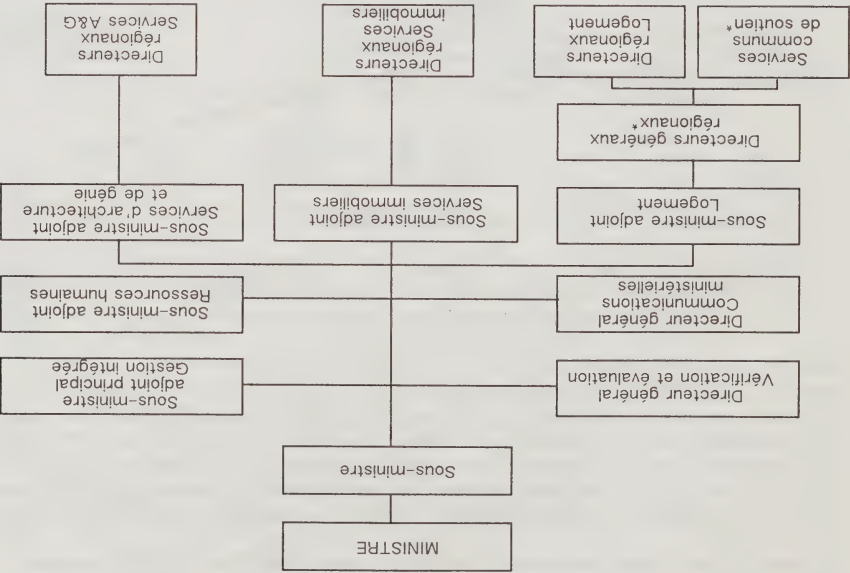 MINISTRE
Sous-ministre
Directeur général
Vérification et évaluation
Sous-ministre
adjoint principal
Gestion intégrée
Directeur général
Communications
ministérielles
Sous-ministre adjoint
Ressources humaines
Sous-ministre adjoint
Logement
Sous-ministre adjoint
Services immobiliers
Sous-ministre adjoint
Services d'architecture
et de génie
Directeurs généraux
régionaux*
Services
communs
de soutien*
Directeurs
régionaux
Logement
Directeurs
régionaux
Services
immobiliers
Directeurs
régionaux
Services A&G